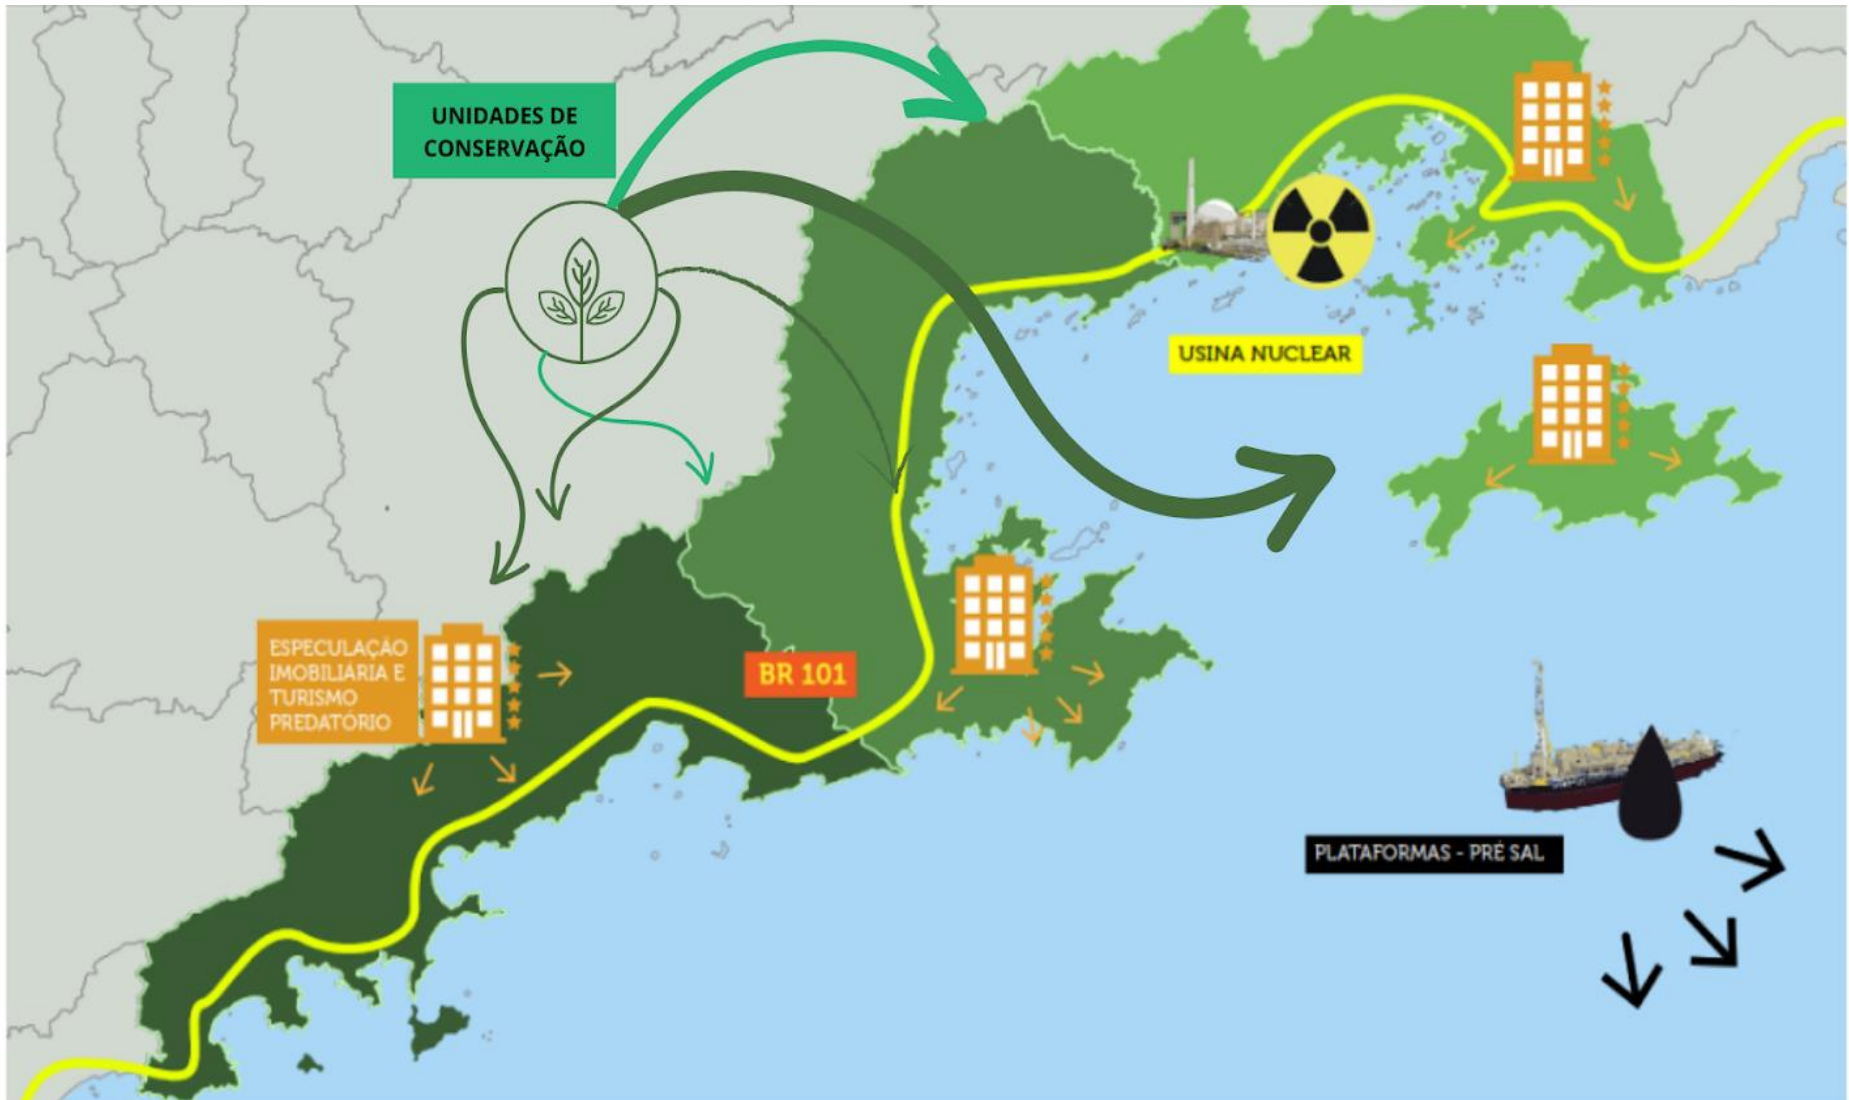 UNIDADES DE
CONSERVAÇÃO
USINA NUCLEAR
ESPECULAÇÃO
IMOBILIÁRIA E
TURISMO
PREDATÓRIO
BR 101
PLATAFORMAS - PRÉ SAL